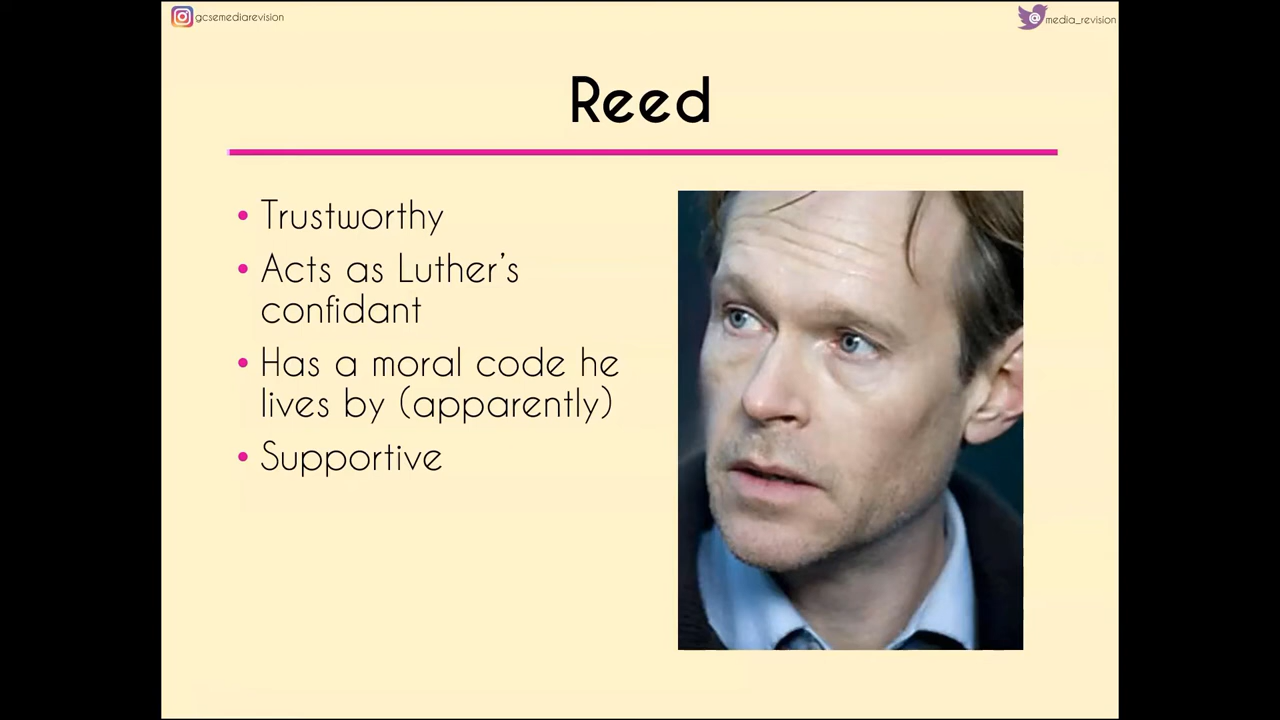 gcsemediarevision
@media_revision
Reed
• Trustworthy
• Acts as Luther's
confidant
• Has a moral code he
lives by (apparently)
• Supportive